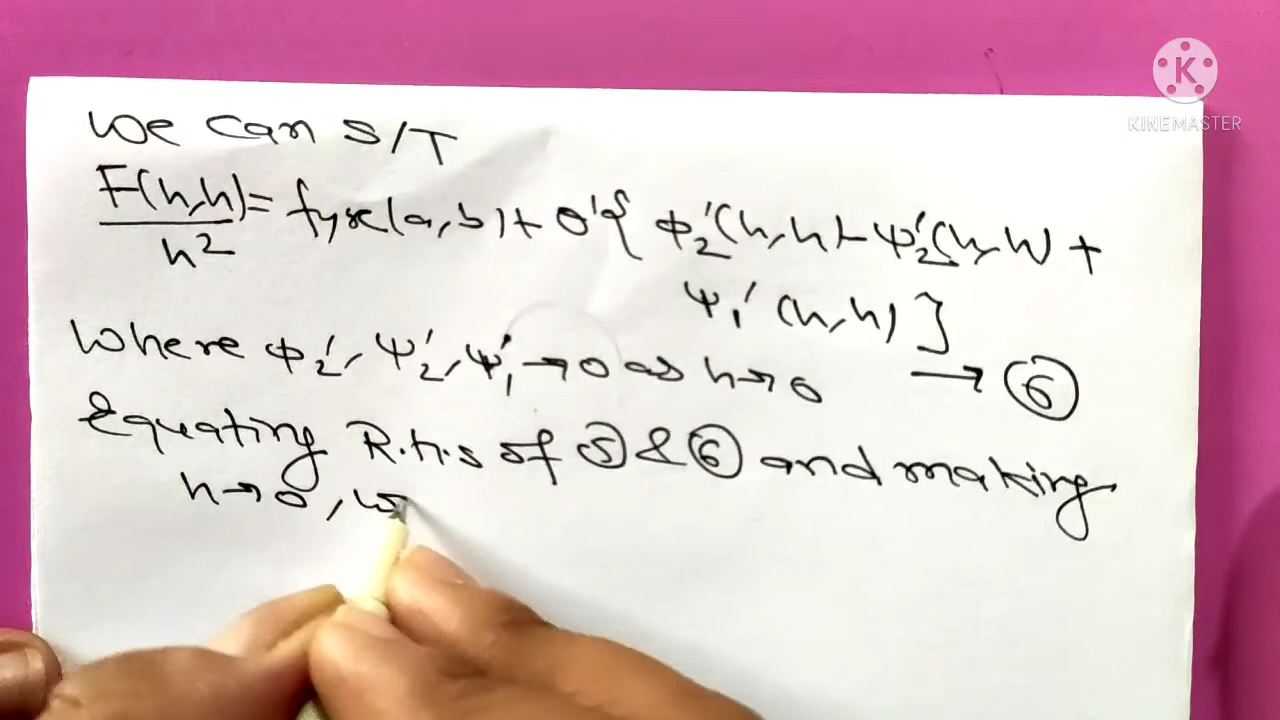 We can S/T
F(h,h)/h² = fyx(a,b) + θ'{ φ₂'(h,h) - ψ₂'(h,h) +
ψ₁'(h,h) ]
→ ⑥
where φ₂', ψ₂', ψ₁' → 0 as h → 0
Equating R.h.s of ⑤ & ⑥ and making
h → 0, w
K
KINEMASTER